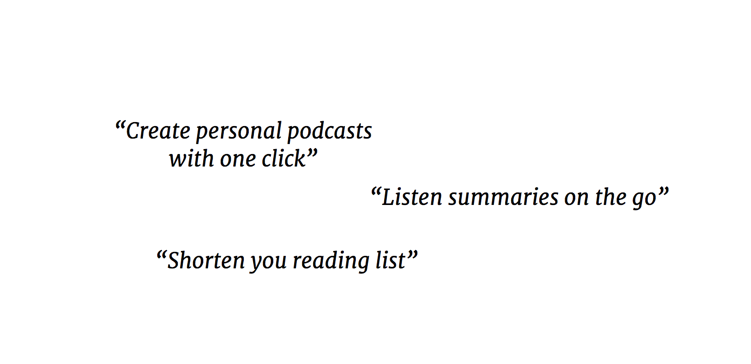 “Create personal podcasts
with one click”
“Listen summaries on the go”
“Shorten you reading list”